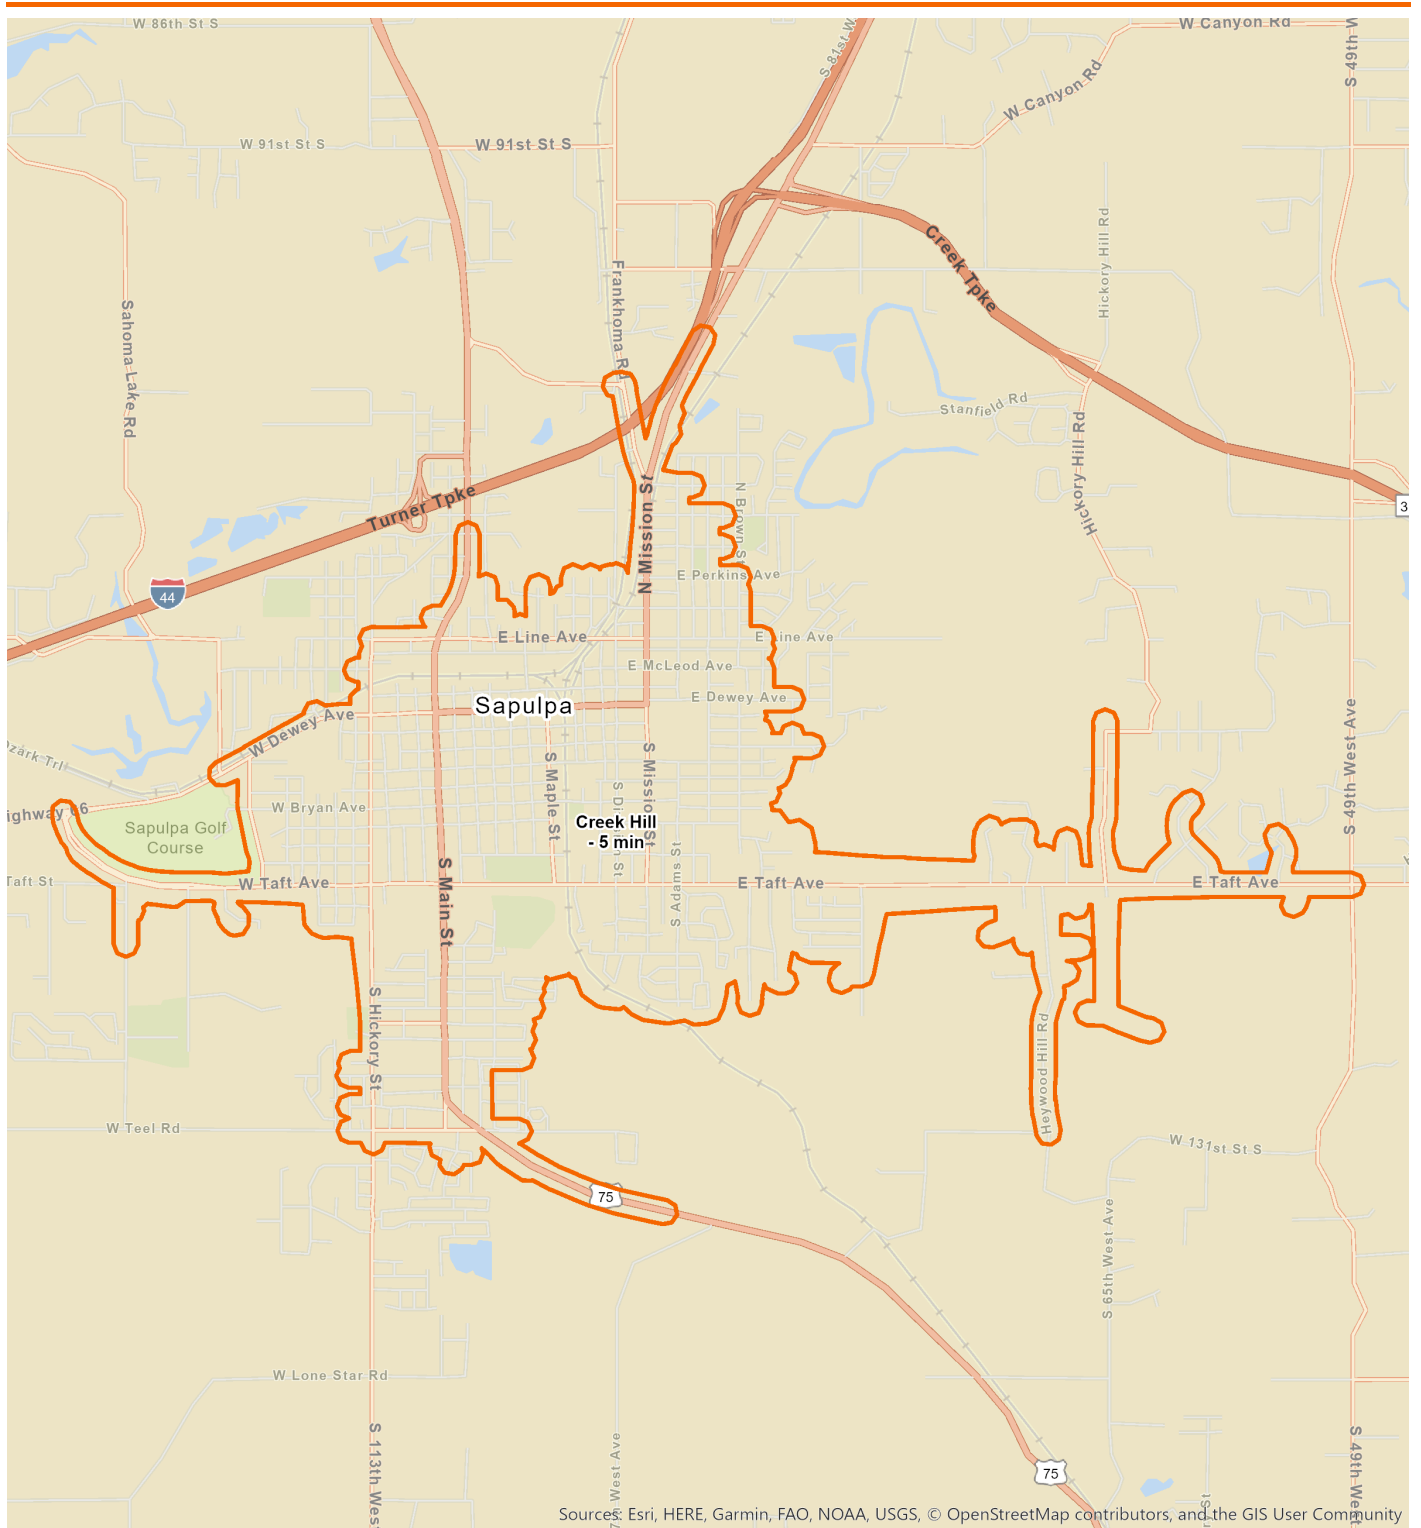 W 86th St S
W Canyon Rd
S 81st W
S 49th W
W Canyon Rd
W 91st St S
W 91st St S
Hickory Hill Rd
Creek Tpke
Frankhoma Rd
Sahoma Lake Rd
Stanfield Rd
Hickory Hill Rd
Turner Tpke
N Mission St
N Brown St
3
E Perkins Ave
44
E Line Ave
E Line Ave
E McLeod Ave
E Dewey Ave
Sapulpa
W Dewey Ave
Ozark Trl
S 49th West Ave
S Maple St
S Mission St
W Bryan Ave
ighway 66
Sapulpa Golf
Course
Creek Hill
- 5 min
S Main St
S Adams St
Taft St
W Taft Ave
E Taft Ave
E Taft Ave
S Hickory St
Heywood Hill Rd
W Teel Rd
W 131st St S
75
S 65th West Ave
W Lone Star Rd
S 113th Wes
7th West Ave
S 49th West
75
Sources: Esri, HERE, Garmin, FAO, NOAA, USGS, © OpenStreetMap contributors, and the GIS User Community